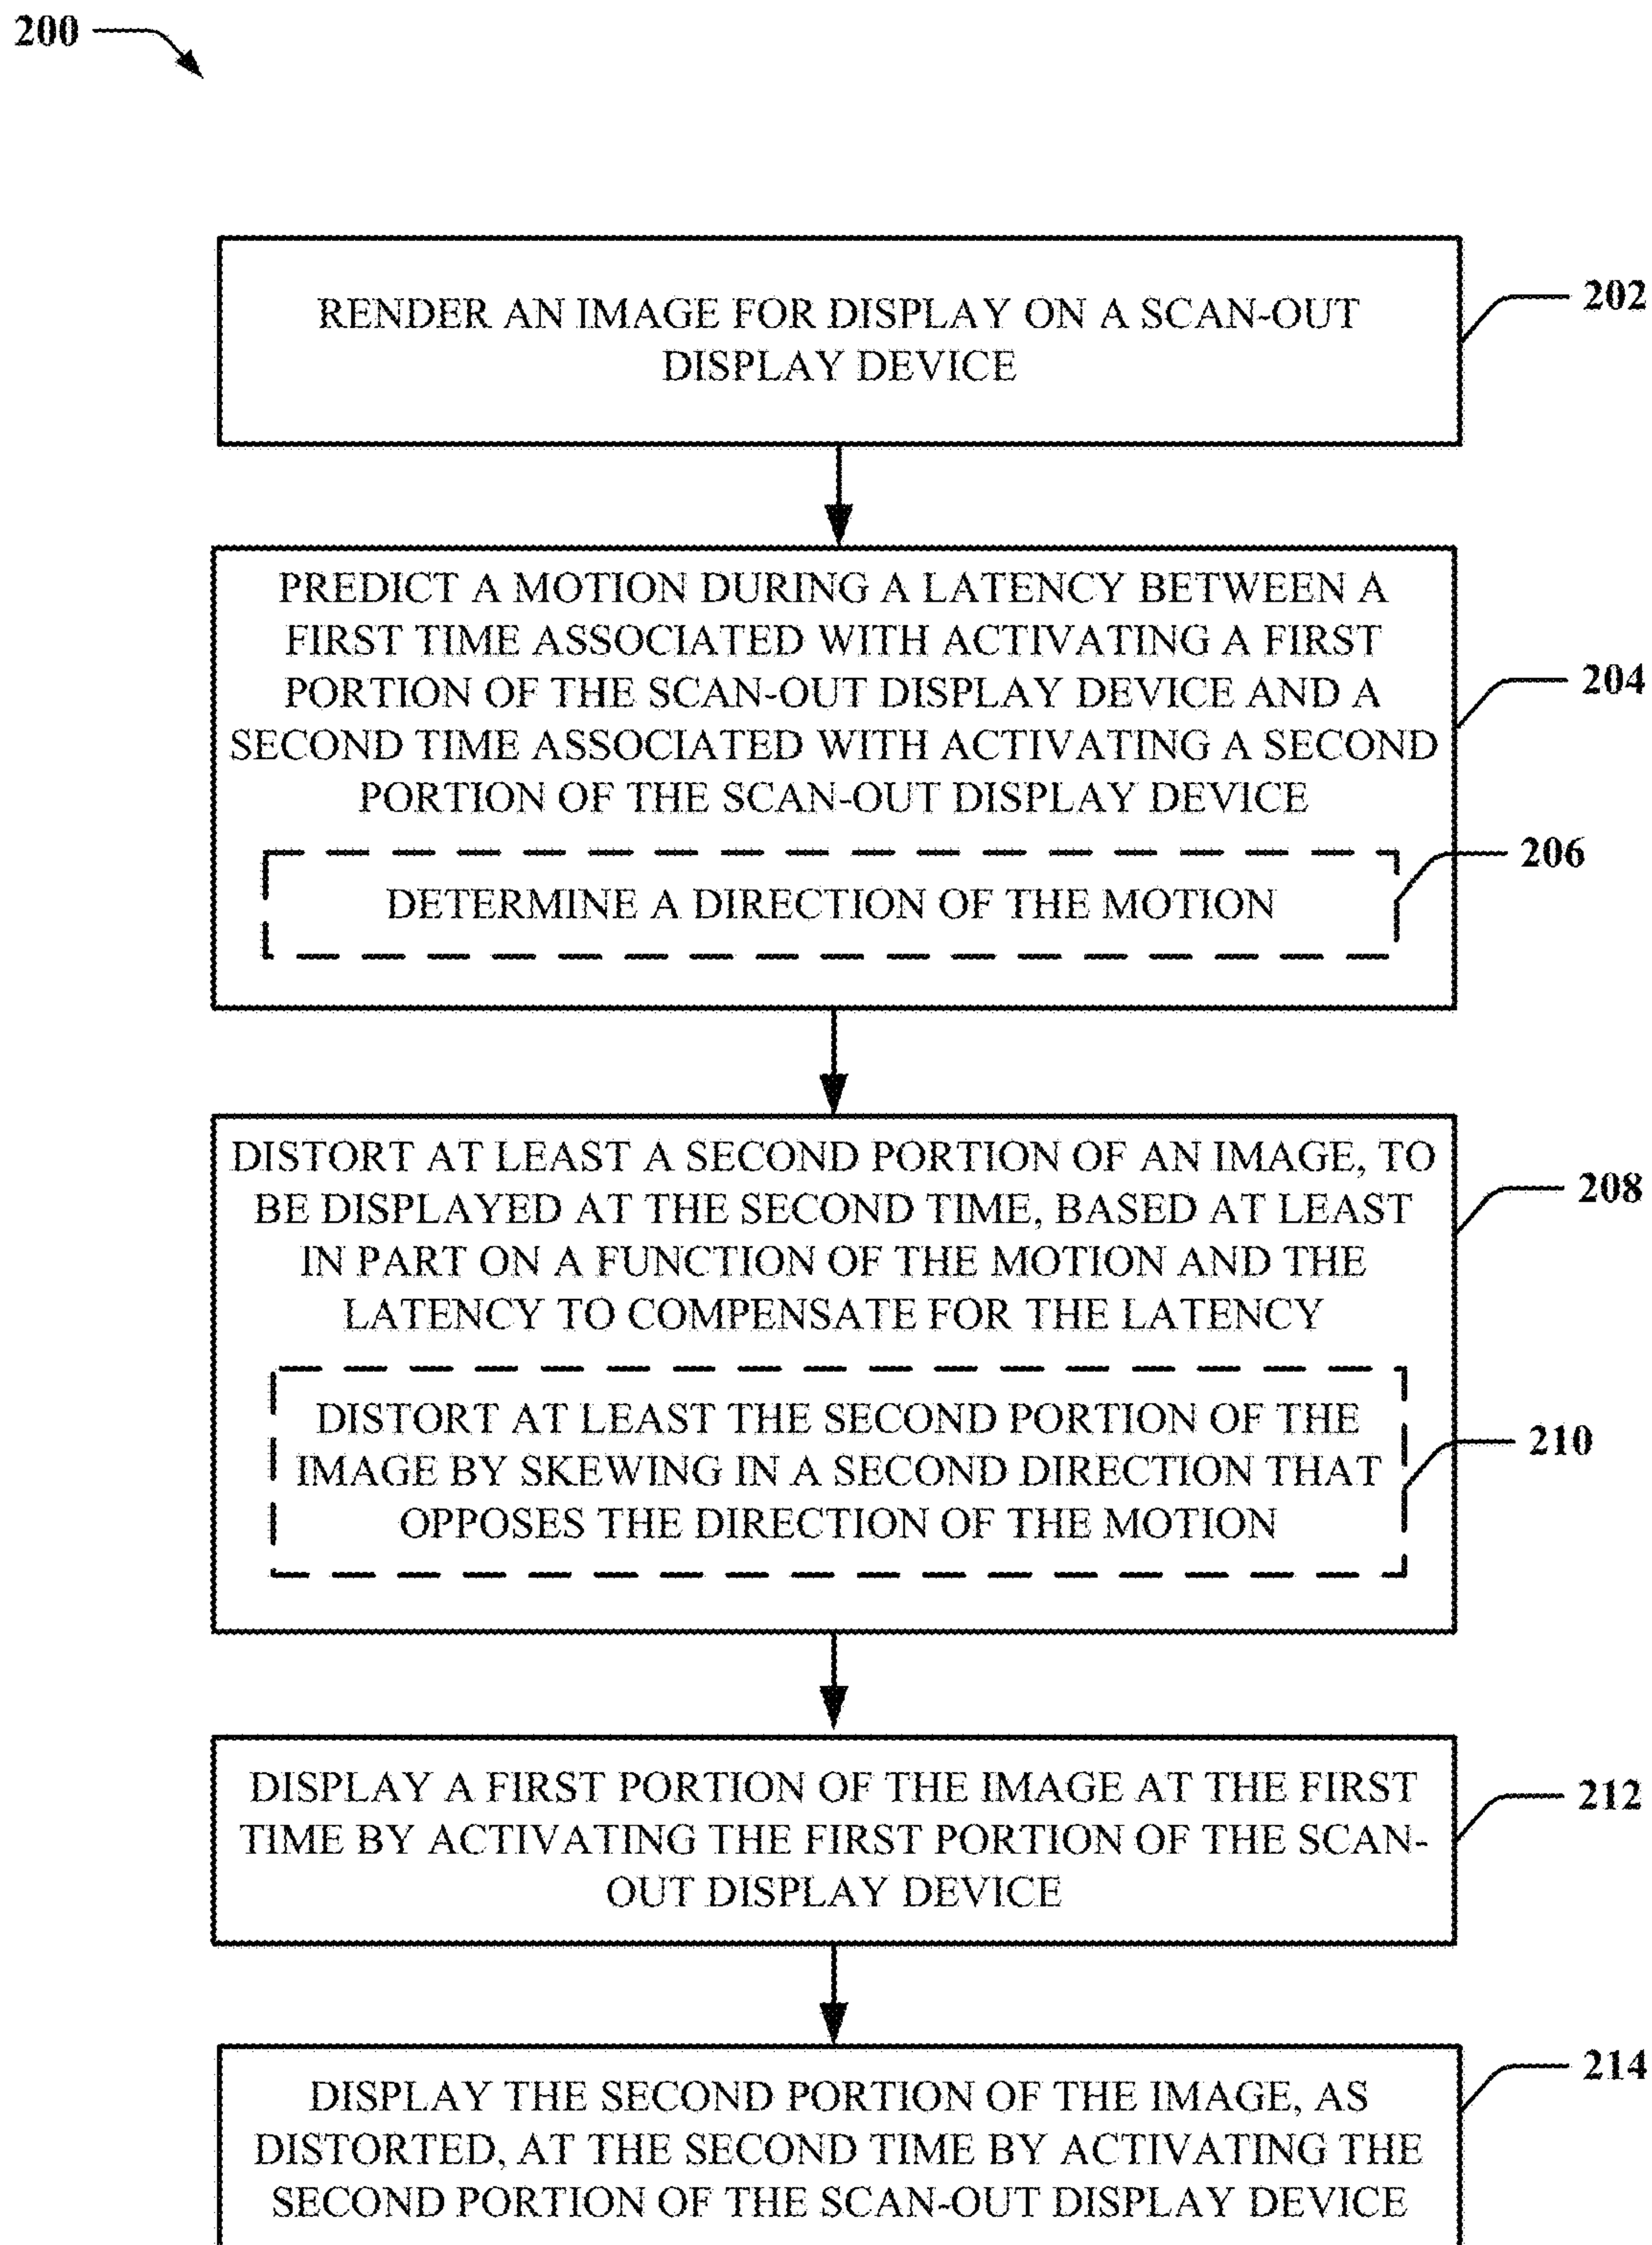 200
RENDER AN IMAGE FOR DISPLAY ON A SCAN-OUT
DISPLAY DEVICE
202
PREDICT A MOTION DURING A LATENCY BETWEEN A
FIRST TIME ASSOCIATED WITH ACTIVATING A FIRST
PORTION OF THE SCAN-OUT DISPLAY DEVICE AND A
SECOND TIME ASSOCIATED WITH ACTIVATING A SECOND
PORTION OF THE SCAN-OUT DISPLAY DEVICE
204
DETERMINE A DIRECTION OF THE MOTION
206
DISTORT AT LEAST A SECOND PORTION OF AN IMAGE, TO
BE DISPLAYED AT THE SECOND TIME, BASED AT LEAST
IN PART ON A FUNCTION OF THE MOTION AND THE
LATENCY TO COMPENSATE FOR THE LATENCY
208
DISTORT AT LEAST THE SECOND PORTION OF THE
IMAGE BY SKEWING IN A SECOND DIRECTION THAT
OPPOSES THE DIRECTION OF THE MOTION
210
DISPLAY A FIRST PORTION OF THE IMAGE AT THE FIRST
TIME BY ACTIVATING THE FIRST PORTION OF THE SCAN-
OUT DISPLAY DEVICE
212
DISPLAY THE SECOND PORTION OF THE IMAGE, AS
DISTORTED, AT THE SECOND TIME BY ACTIVATING THE
SECOND PORTION OF THE SCAN-OUT DISPLAY DEVICE
214